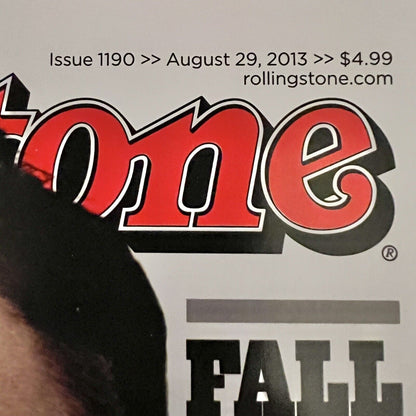 Issue 1190 >> August 29, 2013 >> $4.99
rollingstone.com
tone
®
FALL